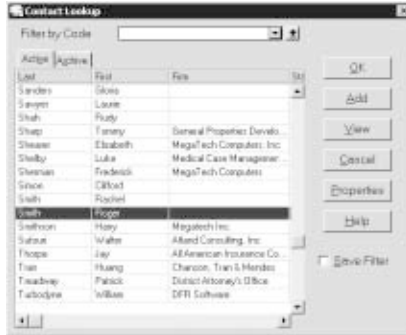 Contact Lookup
Filter by Code
Active Archive
Last First Firm
Sanders Gloria
Sawyer Laurie
Shah Rudy
Sharp Tommy General Properties Develo...
Shearer Elizabeth MegaTech Computers, Inc
Shelby Luke Medical Case Managemer
Sherman Frederick MegaTech Computers
Simon Clifford
Smith Rachel
Smith Roger
Smithson Harry Megatech Inc.
Sutout Walter Alland Consulting, Inc
Thorpe Jay All American Insurance Co...
Tran Huang Chanson, Tran & Mendes
Treadway Patrick District Attorney's Office
Turbodyne William DFR Software
OK
Add
View
Cancel
Properties
Help
Save Filter